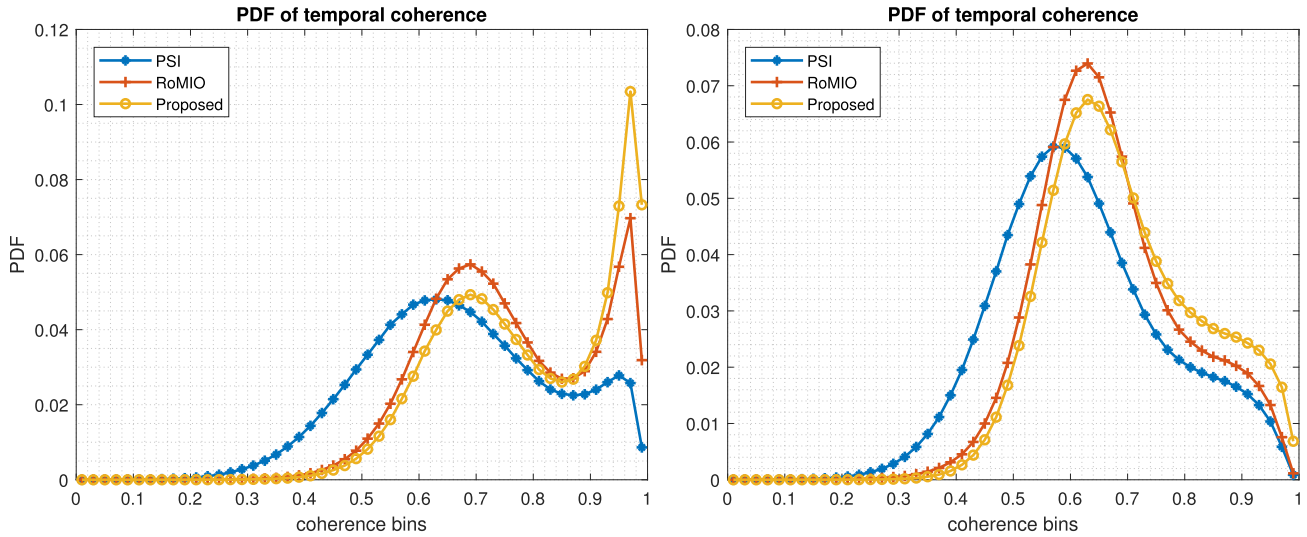 PDF of temporal coherence
0.12
0.1
0.08
0.06
0.04
0.02
0
PDF
PSI
RoMIO
Proposed
0 0.1 0.2 0.3 0.4 0.5 0.6 0.7 0.8 0.9 1
coherence bins
PDF of temporal coherence
0.08
0.07
0.06
0.05
0.04
0.03
0.02
0.01
0
PDF
PSI
RoMIO
Proposed
0 0.1 0.2 0.3 0.4 0.5 0.6 0.7 0.8 0.9 1
coherence bins